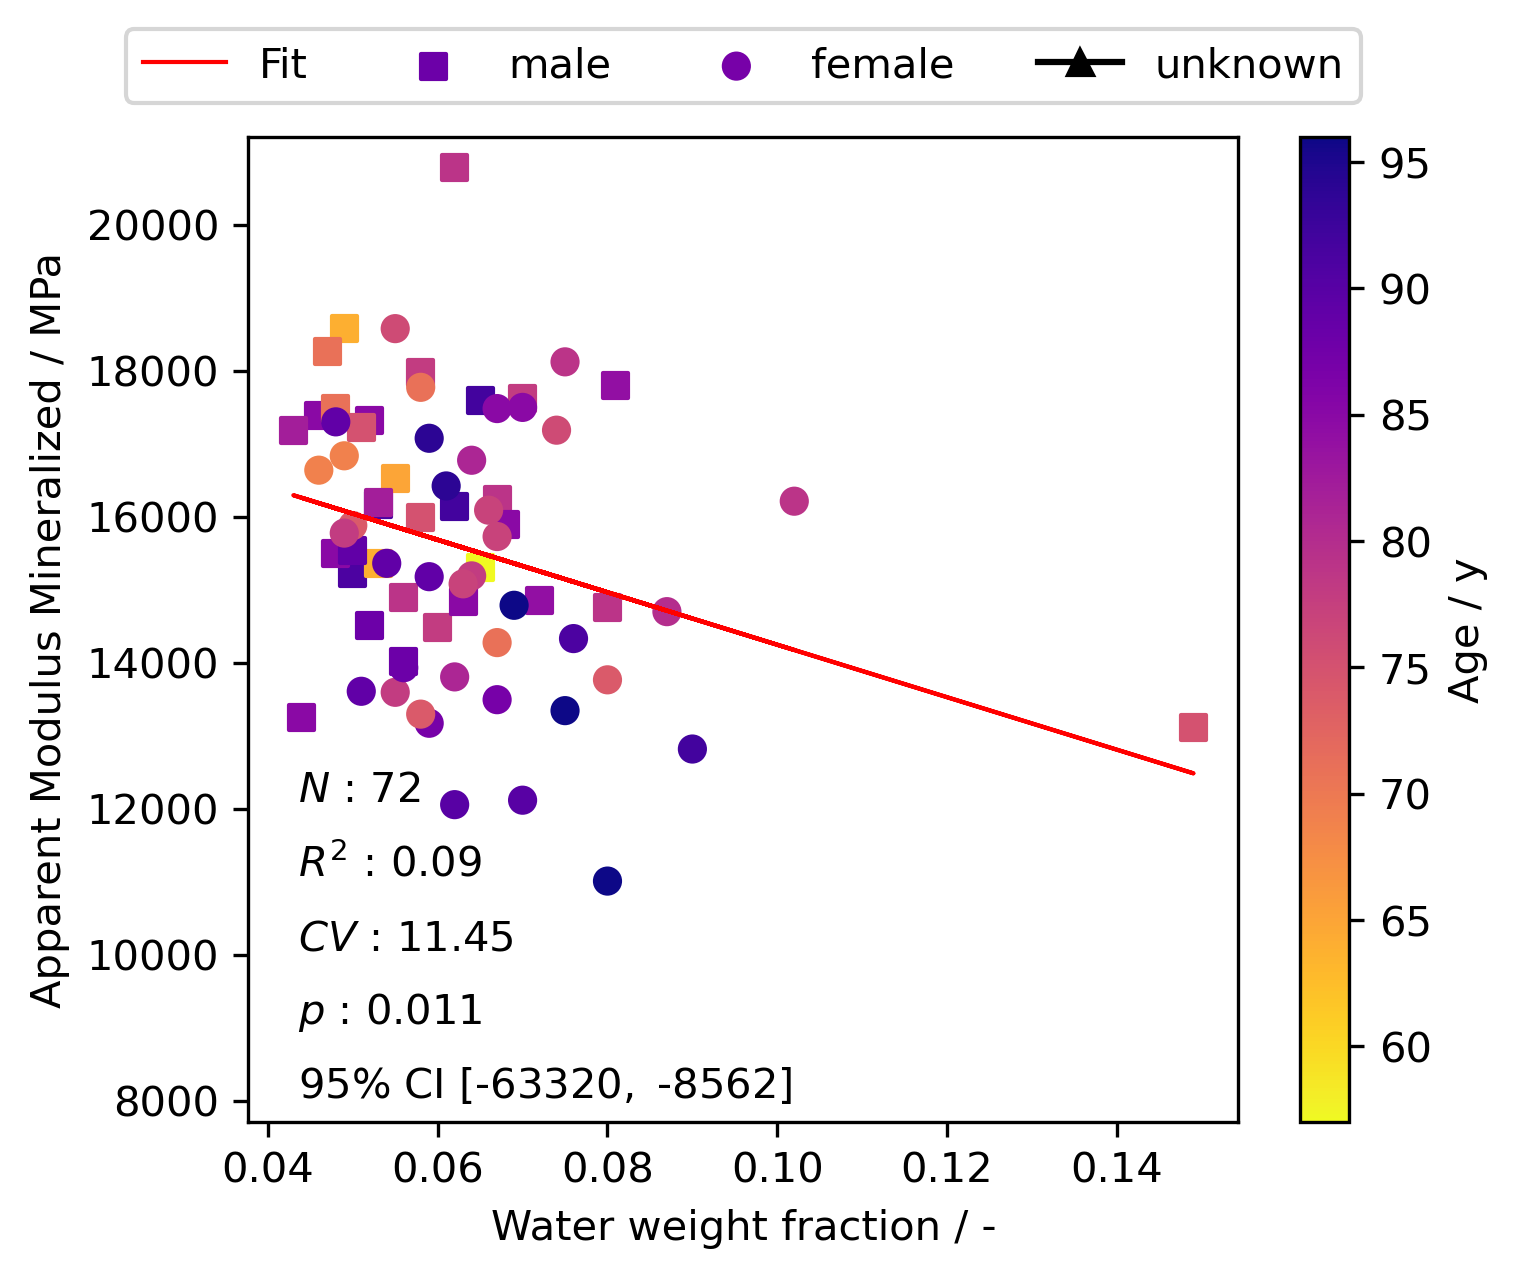 Fit male female unknown
Apparent Modulus Mineralized / MPa
20000
18000
16000
14000
12000
10000
8000
N : 72
R² : 0.09
CV : 11.45
p : 0.011
95% CI [-63320, -8562]
0.04 0.06 0.08 0.10 0.12 0.14
Water weight fraction / -
95
90
85
80
75
70
65
60
Age / y